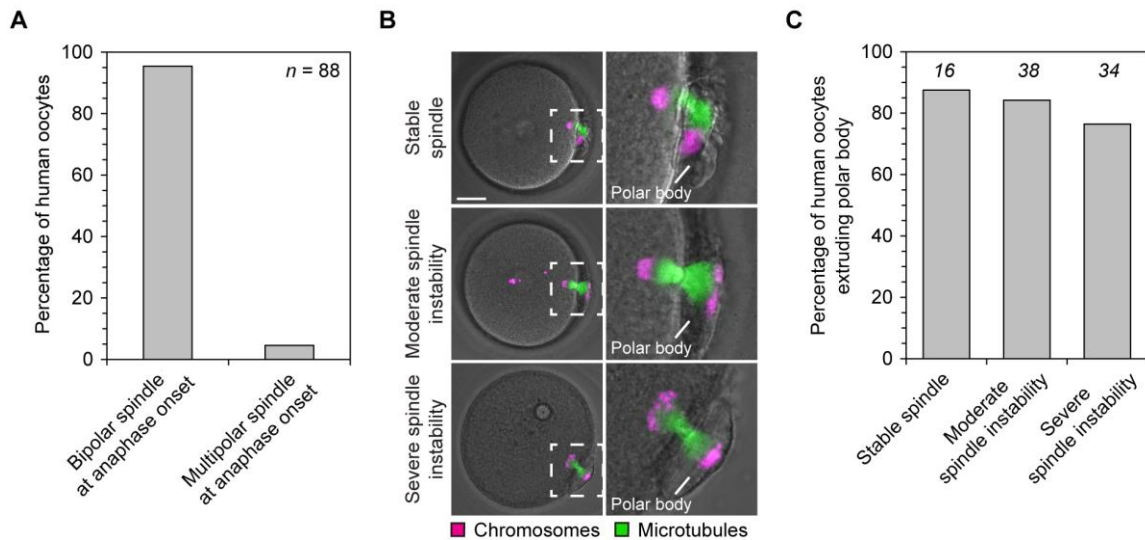 A
Percentage of human oocytes
100
80
60
40
20
0
n = 88
Bipolar spindle
at anaphase onset
Multipolar spindle
at anaphase onset
B
Stable
spindle
Polar body
Moderate spindle
instability
Polar body
Severe spindle
instability
Polar body
Chromosomes
Microtubules
C
Percentage of human oocytes
extruding polar body
100
80
60
40
20
0
16
38
34
Stable spindle
Moderate
spindle instability
Severe
spindle instability